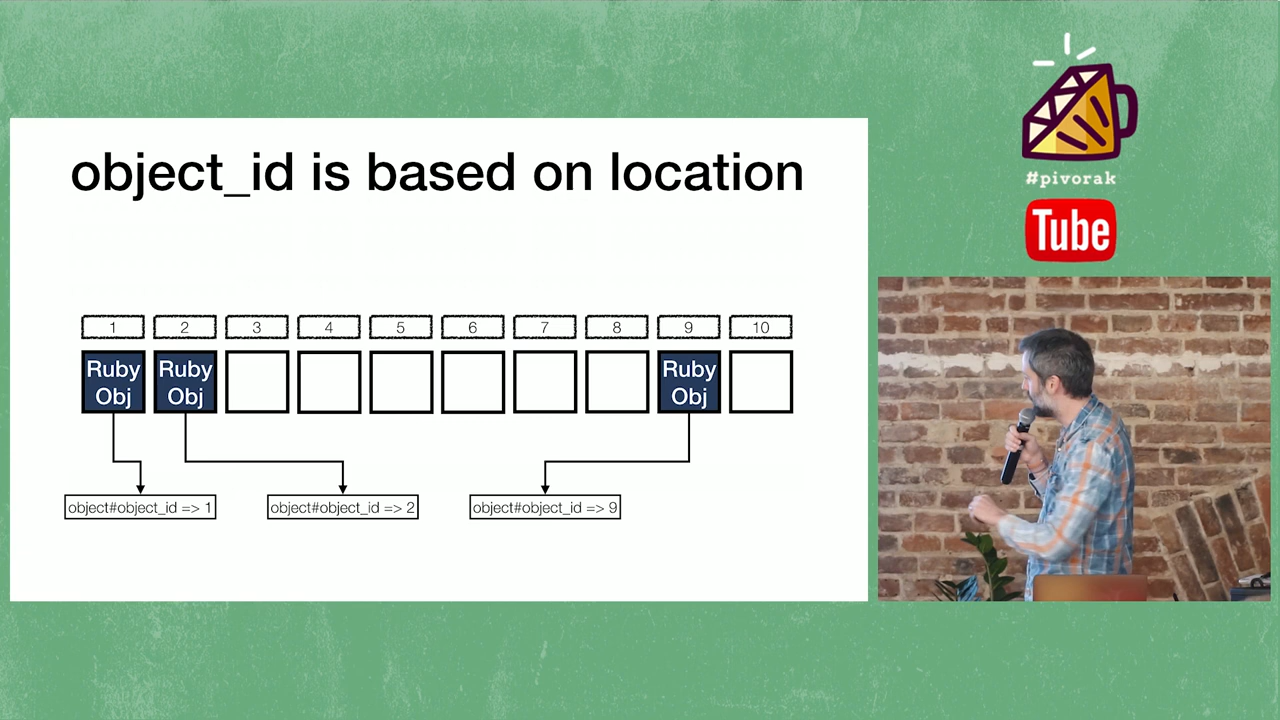 object_id is based on location
1 2 3 4 5 6 7 8 9 10
Ruby Ruby Ruby
Obj Obj Obj
object#object_id => 1 object#object_id => 2 object#object_id => 9
#pivorak
Tube